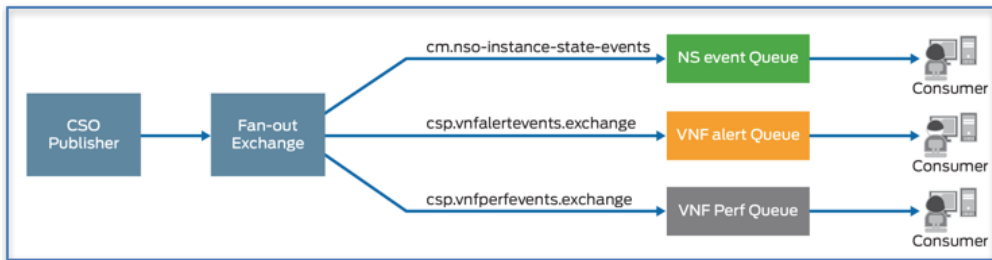 cm.nso-instance-state-events
NS event Queue
Consumer
CSO
Publisher
Fan-out
Exchange
csp.vnfalertevents.exchange
VNF alert Queue
Consumer
csp.vnfperfevents.exchange
VNF Perf Queue
Consumer